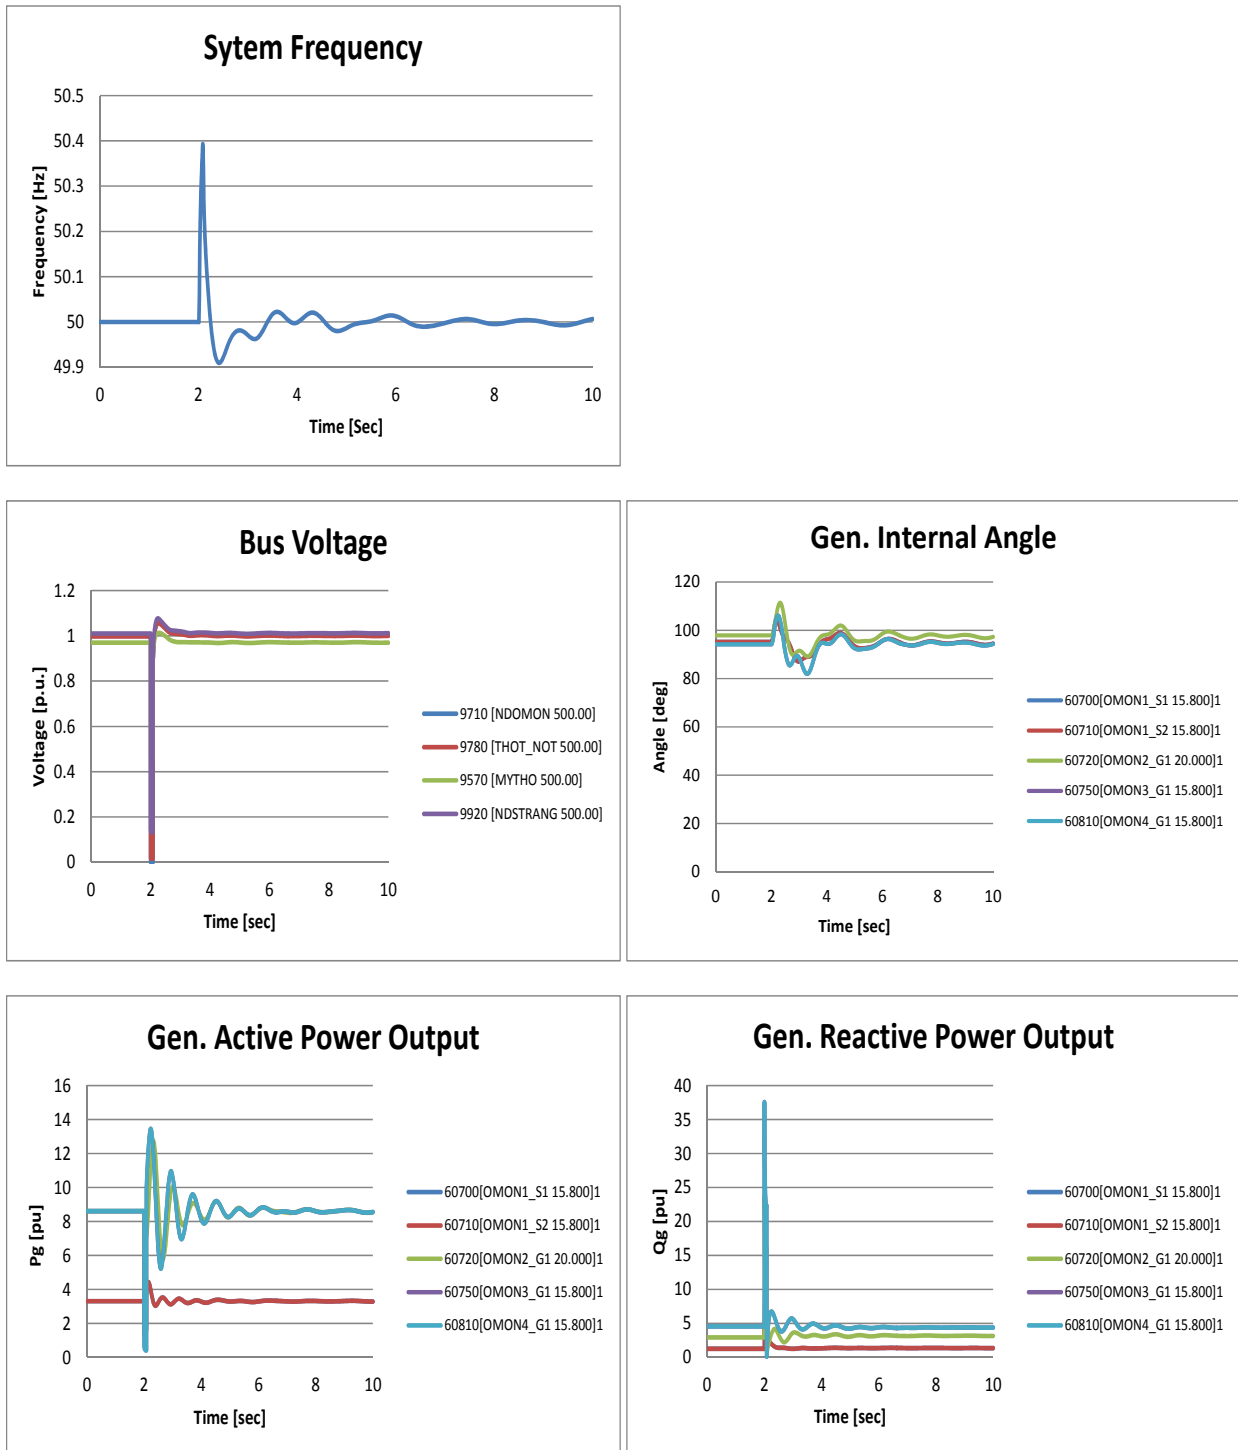 Sytem Frequency
Frequency [Hz]
50.5
50.4
50.3
50.2
50.1
50
49.9
0 2 4 6 8 10
Time [Sec]
Bus Voltage
Voltage [p.u.]
1.2
1
0.8
0.6
0.4
0.2
0
0 2 4 6 8 10
Time [sec]
9710 [NDOMON 500.00]
9780 [THOT_NOT 500.00]
9570 [MYTHO 500.00]
9920 [NDSTRANG 500.00]
Gen. Internal Angle
Angle [deg]
120
100
80
60
40
20
0
0 2 4 6 8 10
Time [sec]
60700[OMON1_S1 15.800]1
60710[OMON1_S2 15.800]1
60720[OMON2_G1 20.000]1
60750[OMON3_G1 15.800]1
60810[OMON4_G1 15.800]1
Gen. Active Power Output
Pg [pu]
16
14
12
10
8
6
4
2
0
0 2 4 6 8 10
Time [sec]
60700[OMON1_S1 15.800]1
60710[OMON1_S2 15.800]1
60720[OMON2_G1 20.000]1
60750[OMON3_G1 15.800]1
60810[OMON4_G1 15.800]1
Gen. Reactive Power Output
Qg [pu]
40
35
30
25
20
15
10
5
0
0 2 4 6 8 10
Time [sec]
60700[OMON1_S1 15.800]1
60710[OMON1_S2 15.800]1
60720[OMON2_G1 20.000]1
60750[OMON3_G1 15.800]1
60810[OMON4_G1 15.800]1